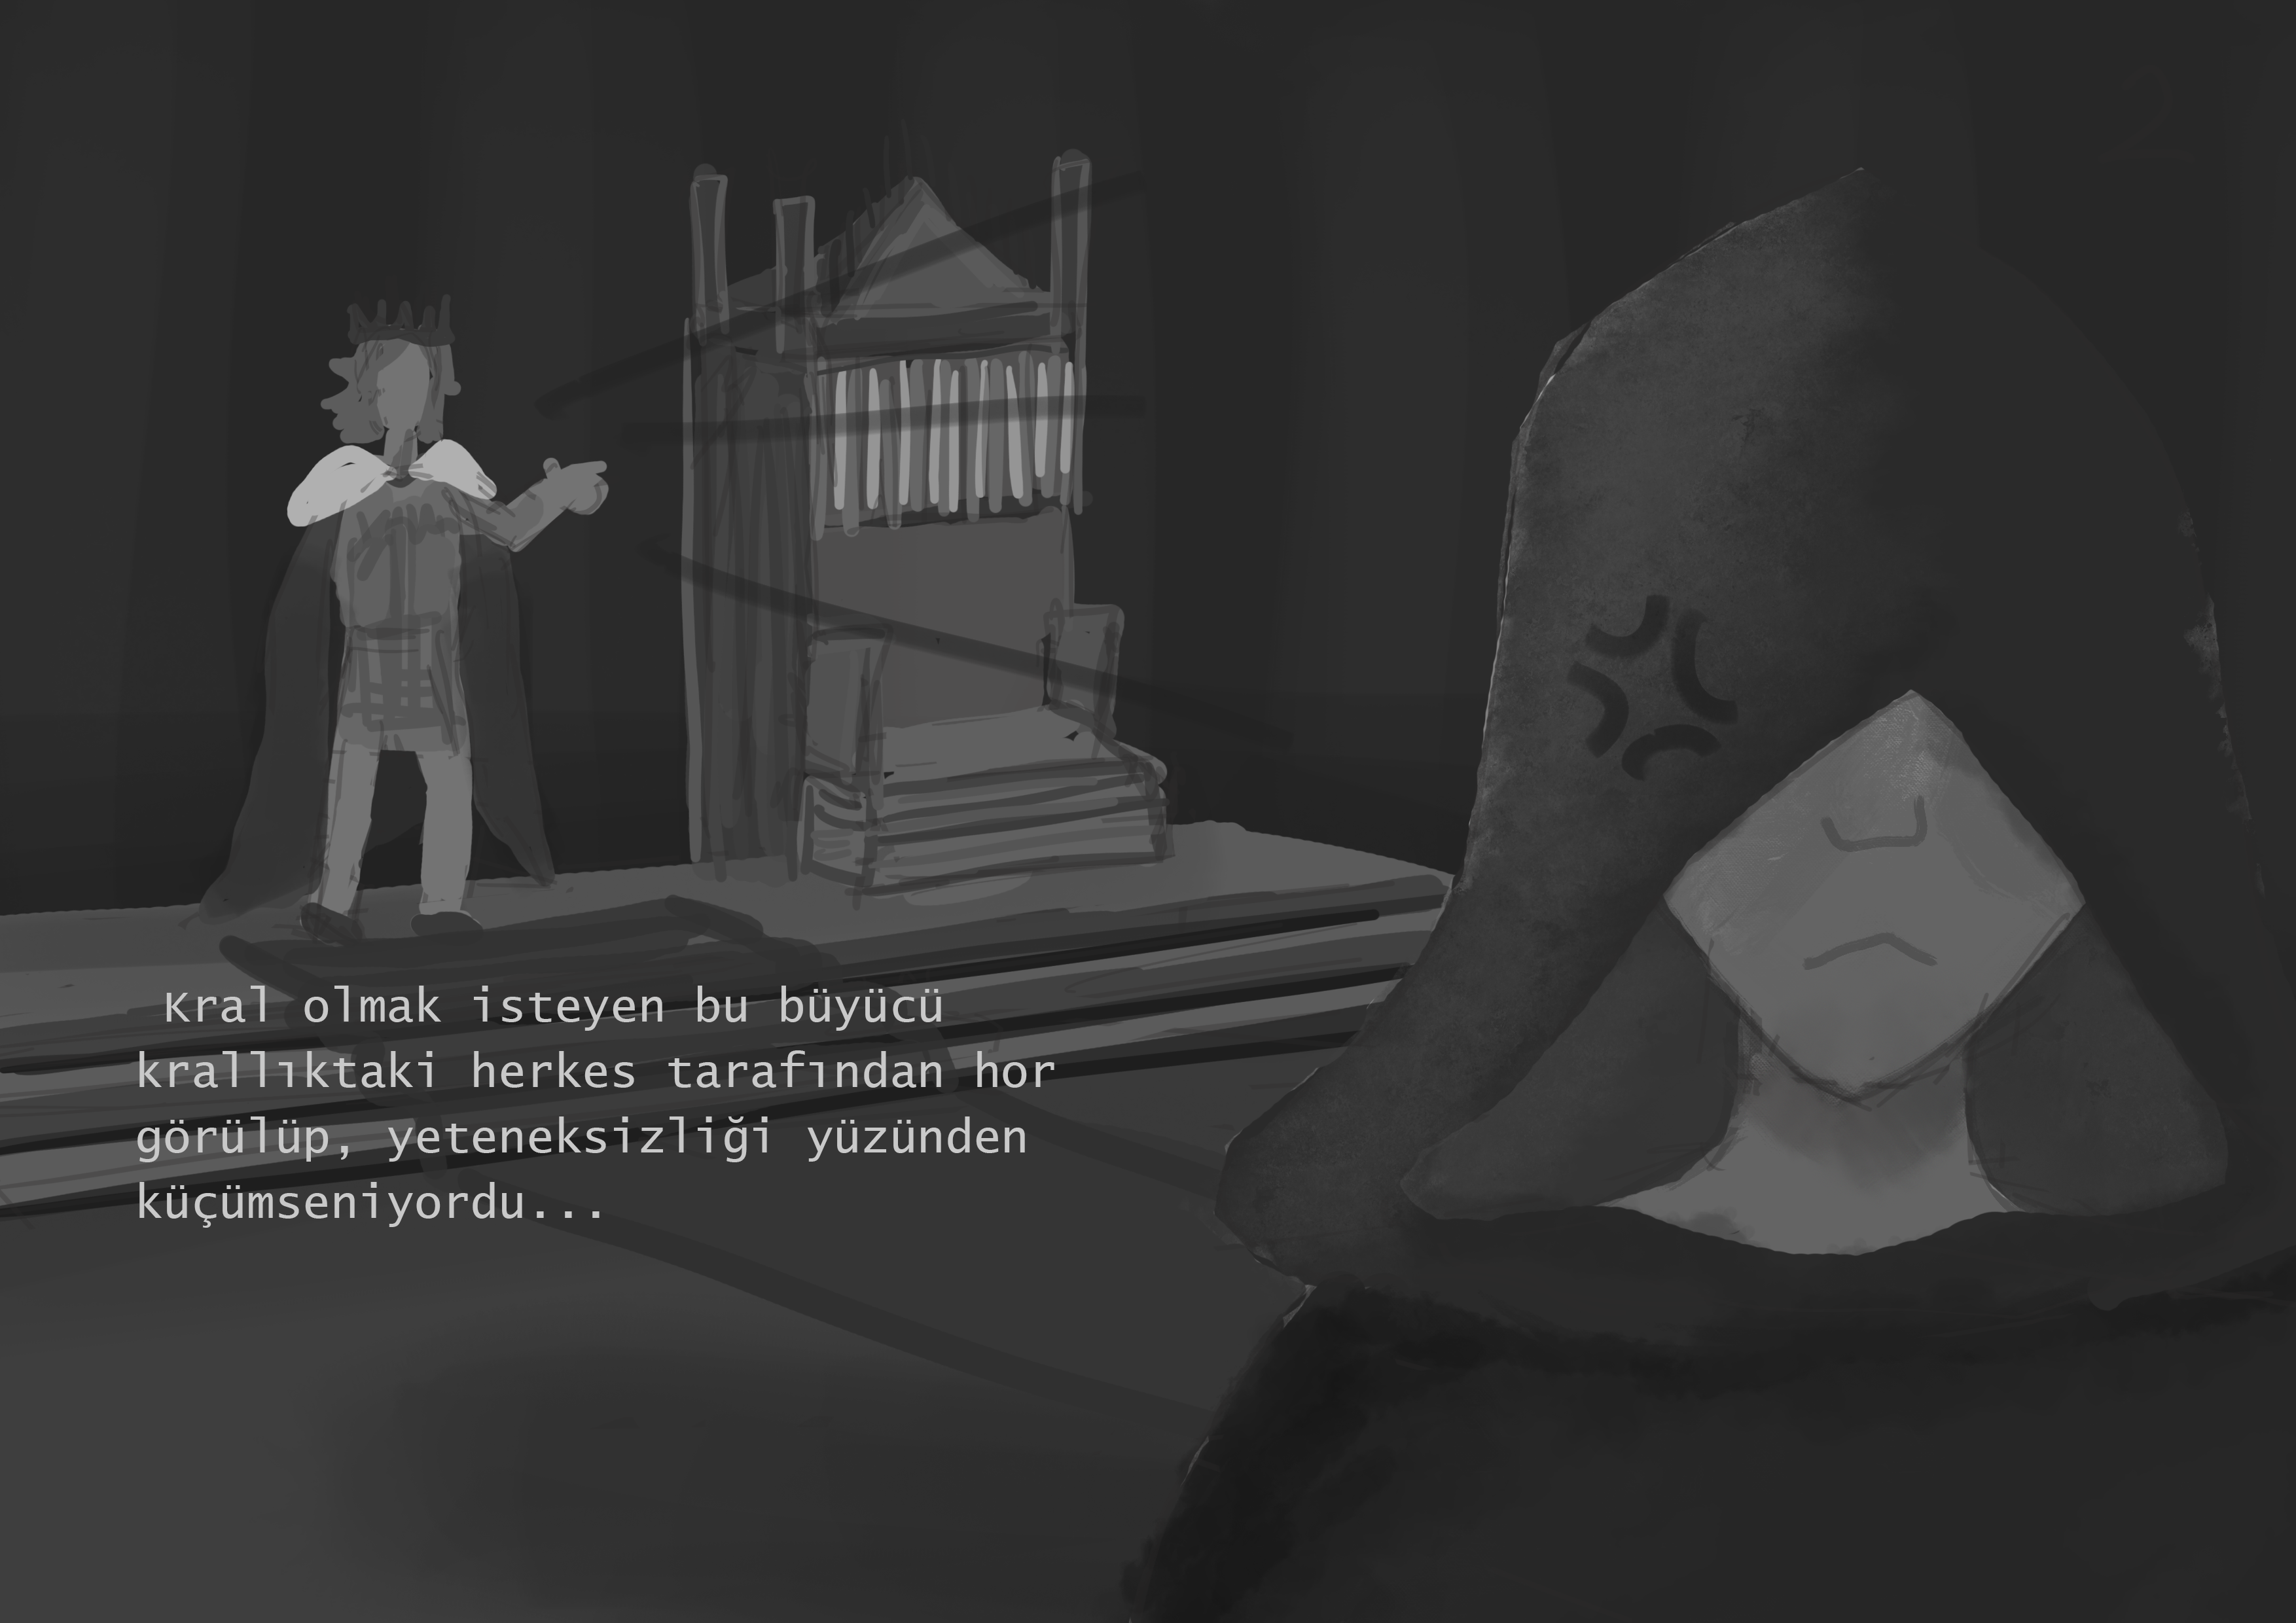 Kral olmak isteyen bu büyücü
krallıktaki herkes tarafından hor
görülüp, yeteneksizliği yüzünden
küçümseniyordu...